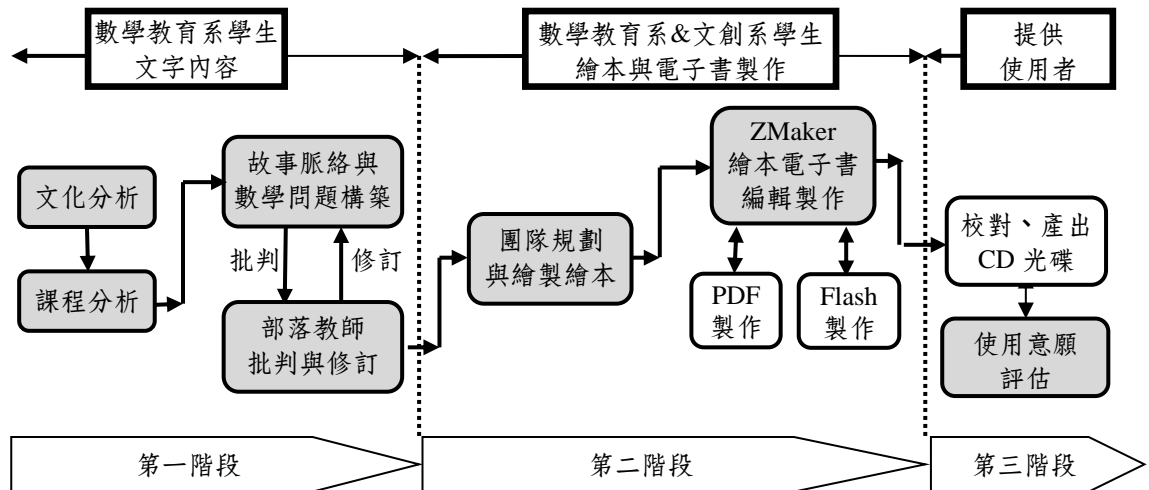 數學教育系學生
文字內容
數學教育系&文創系學生
繪本與電子書製作
提供
使用者
文化分析
課程分析
故事脈絡與
數學問題構築
批判
修訂
部落教師
批判與修訂
團隊規劃
與繪製繪本
ZMaker
繪本電子書
編輯製作
PDF
製作
Flash
製作
校對、產出
CD 光碟
使用意願
評估
第一階段
第二階段
第三階段